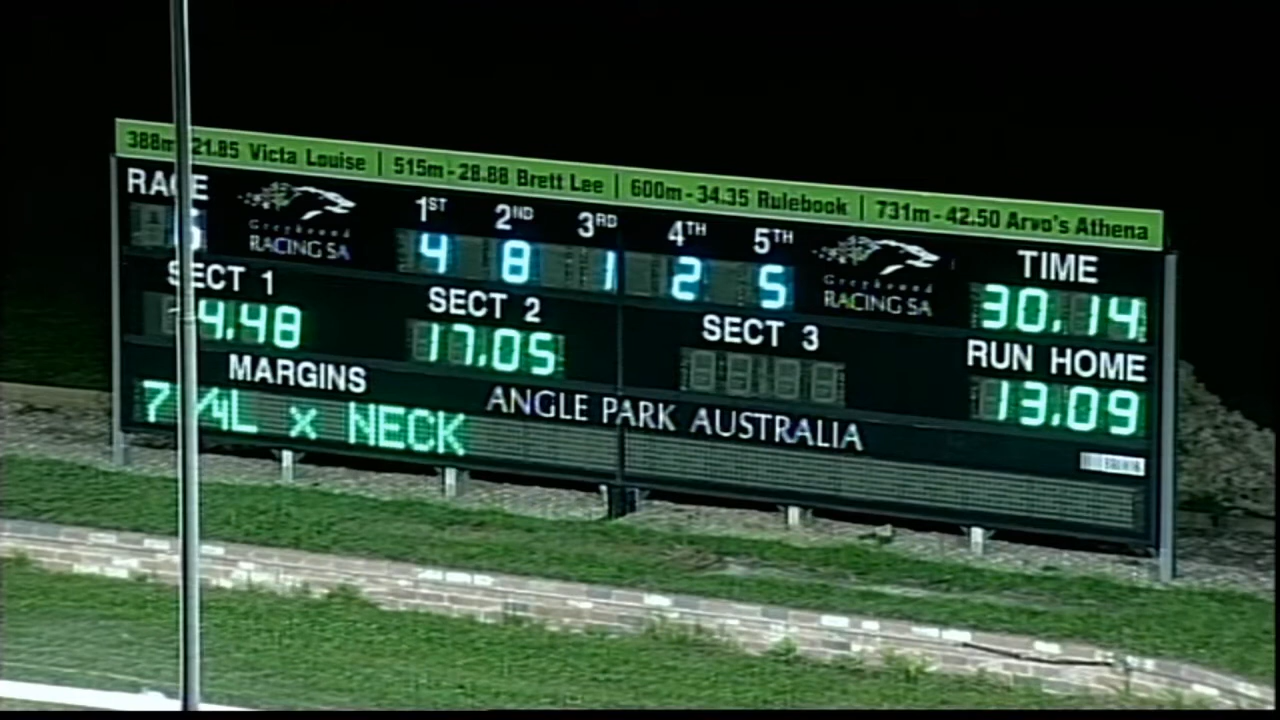 388m-21.85 Victa Louise | 515m-28.88 Brett Lee | 600m-34.35 Rulebook | 731m-42.50 Arvo's Athena
RACE 1ST 2ND 3RD 4TH 5TH TIME
4 8 1 2 5 30.14
Greyhound RACING SA Greyhound RACING SA
SECT 1 SECT 2 SECT 3 RUN HOME
4.48 17.05 13.09
MARGINS ANGLE PARK AUSTRALIA
L x NECK